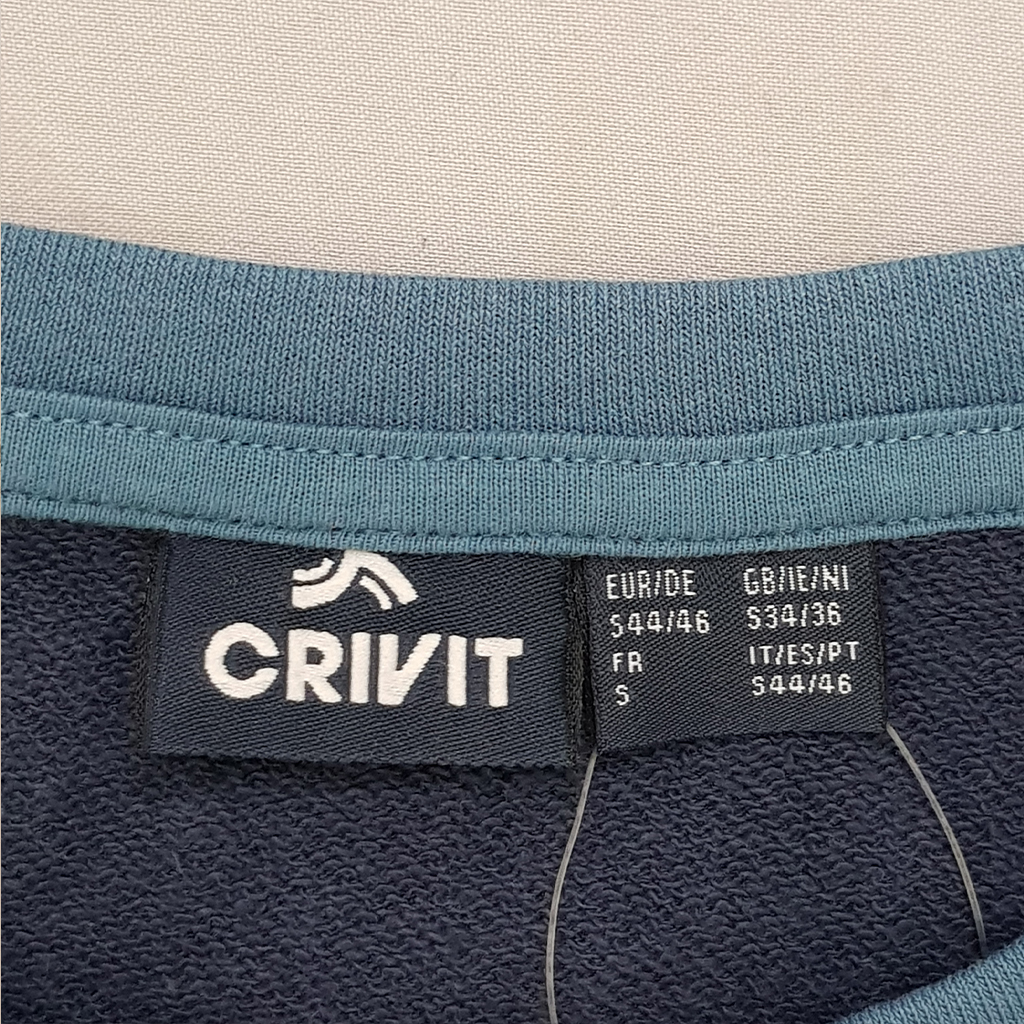 CRIVIT
EUR/DE GB/IE/NI
S44/46 S34/36
FR IT/ES/PT
S S44/46